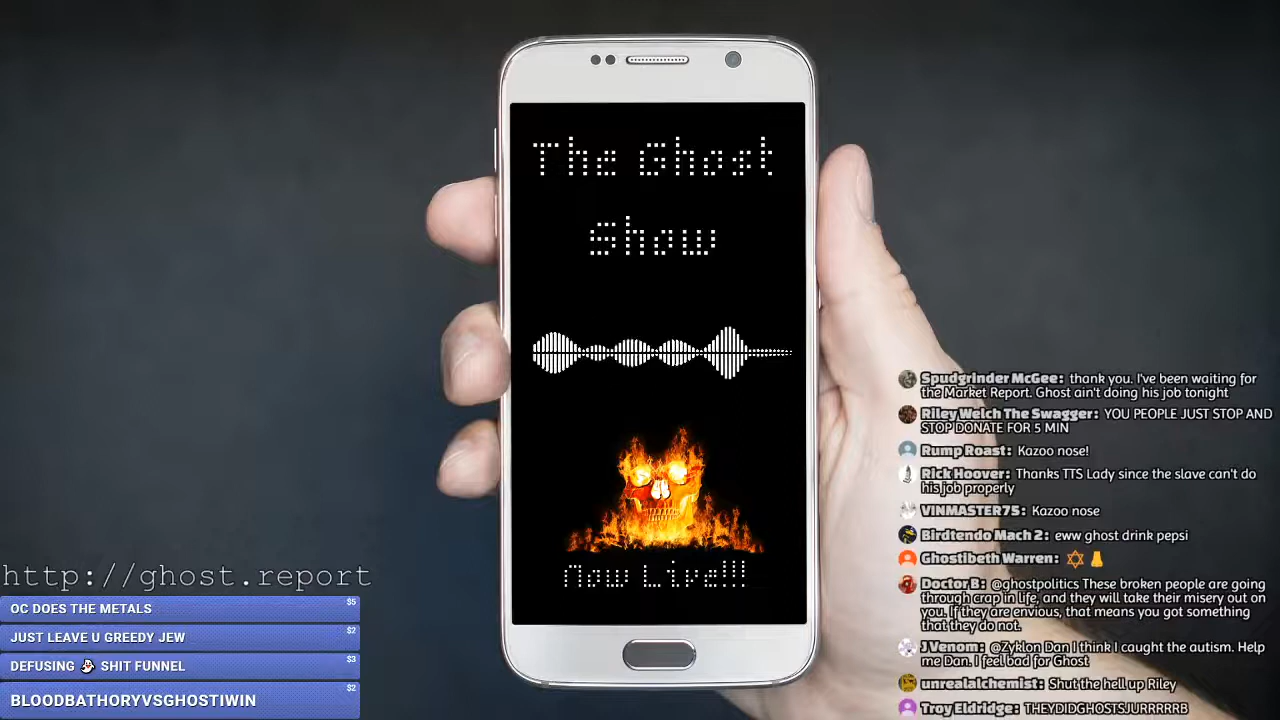 The Ghost
Show
Now Live!!!
http://ghost.report
OC DOES THE METALS $5
JUST LEAVE U GREEDY JEW $2
DEFUSING SHIT FUNNEL $3
BLOODBATHORYVSGHOSTIWIN $2
Spudgrinder McGee: thank you. I've been waiting for
the Market Report. Ghost ain't doing his job tonight
Riley Welch The Swagger: YOU PEOPLE JUST STOP AND
STOP DONATE FOR 5 MIN
Rump Roast: Kazoo nose!
Rick Hoover: Thanks TTS Lady since the slave can't do
his job properly
VINMASTER75: Kazoo nose
Birdtendo Mach 2: eww ghost drink pepsi
Ghostibeth Warren: ✡👃
Doctor B: @ghostpolitics These broken people are going
through crap in life, and they will take their misery out on
you. If they are envious, that means you got something
that they do not.
J Venom: @Zyklon Dan I think I caught the autism. Help
me Dan. I feel bad for Ghost
unrealalchemist: Shut the hell up Riley
Troy Eldridge: THEYDIDGHOSTSJURRRRRB